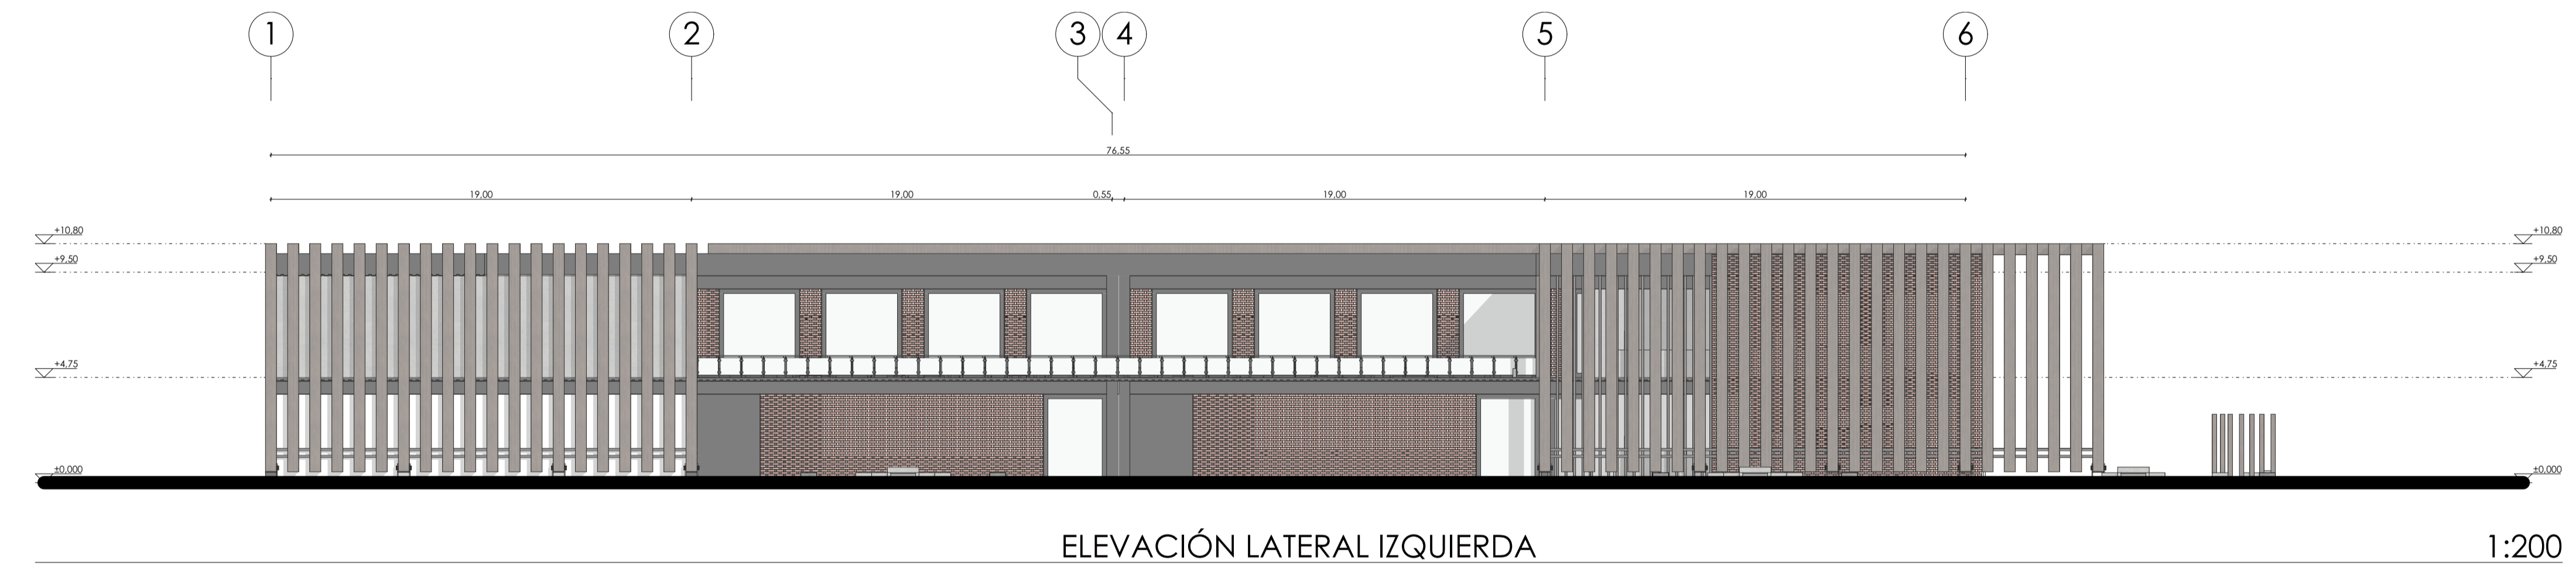 1 2 3 4 5 6
76,55
19,00 19,00 0,55 19,00 19,00
+10,80 +10,80
+9,50 +9,50
+4,75 +4,75
±0,000 ±0,000
ELEVACIÓN LATERAL IZQUIERDA 1:200